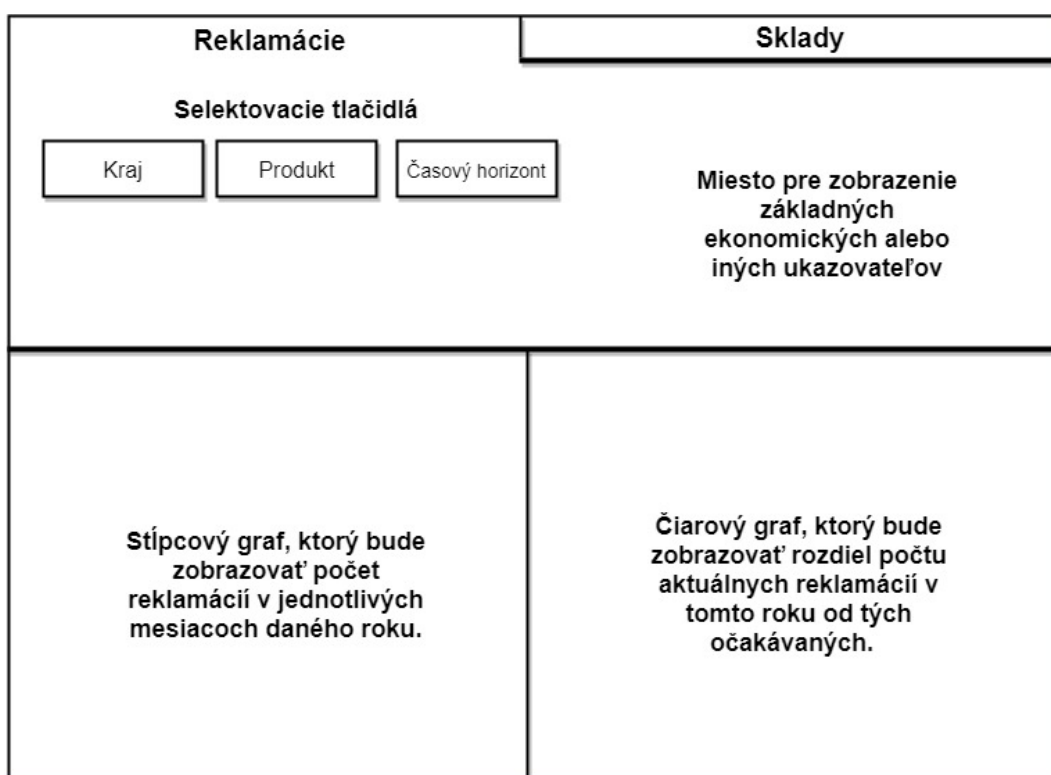 Reklamácie
Sklady
Selektovacie tlačidlá
Kraj
Produkt
Časový horizont
Miesto pre zobrazenie
základných
ekonomických alebo
iných ukazovateľov
Stĺpcový graf, ktorý bude
zobrazovať počet
reklamácií v jednotlivých
mesiacoch daného roku.
Čiarový graf, ktorý bude
zobrazovať rozdiel počtu
aktuálnych reklamácií v
tomto roku od tých
očakávaných.